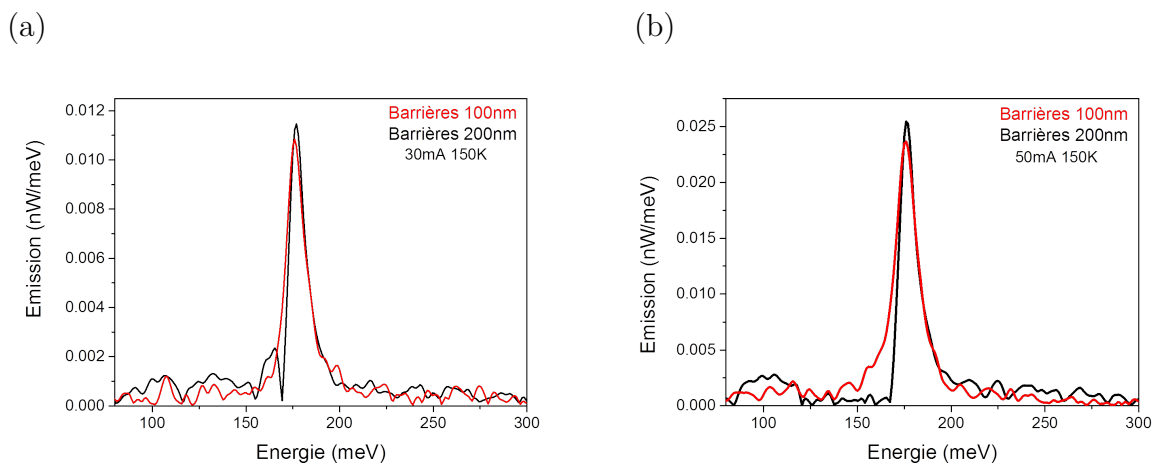 (a)
(b)
Barrières 100nm
Barrières 200nm
30mA 150K
0.012
0.010
0.008
0.006
0.004
0.002
0.000
Emission (nW/meV)
100 150 200 250 300
Energie (meV)
Barrières 100nm
Barrières 200nm
50mA 150K
0.025
0.020
0.015
0.010
0.005
0.000
Emission (nW/meV)
100 150 200 250 300
Energie (meV)